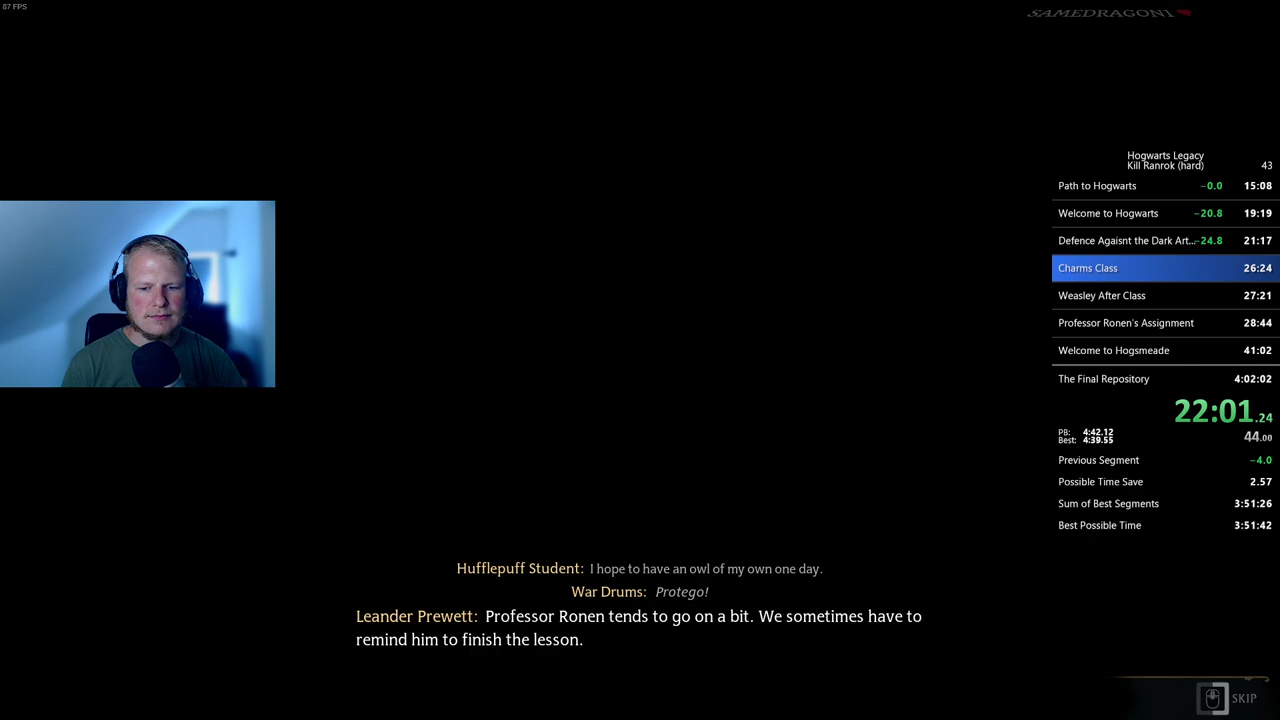 87 FPS
SAMEDRAGON1
Hogwarts Legacy
Kill Ranrok (hard) 43
Path to Hogwarts -0.0 15:08
Welcome to Hogwarts -20.8 19:19
Defence Agaisnt the Dark Art... -24.8 21:17
Charms Class 26:24
Weasley After Class 27:21
Professor Ronen's Assignment 28:44
Welcome to Hogsmeade 41:02
The Final Repository 4:02:02
22:01.24
PB: 4:42.12
Best: 4:39.55
44.00
Previous Segment -4.0
Possible Time Save 2.57
Sum of Best Segments 3:51:26
Best Possible Time 3:51:42
Hufflepuff Student: I hope to have an owl of my own one day.
War Drums: Protego!
Leander Prewett: Professor Ronen tends to go on a bit. We sometimes have to
remind him to finish the lesson.
SKIP